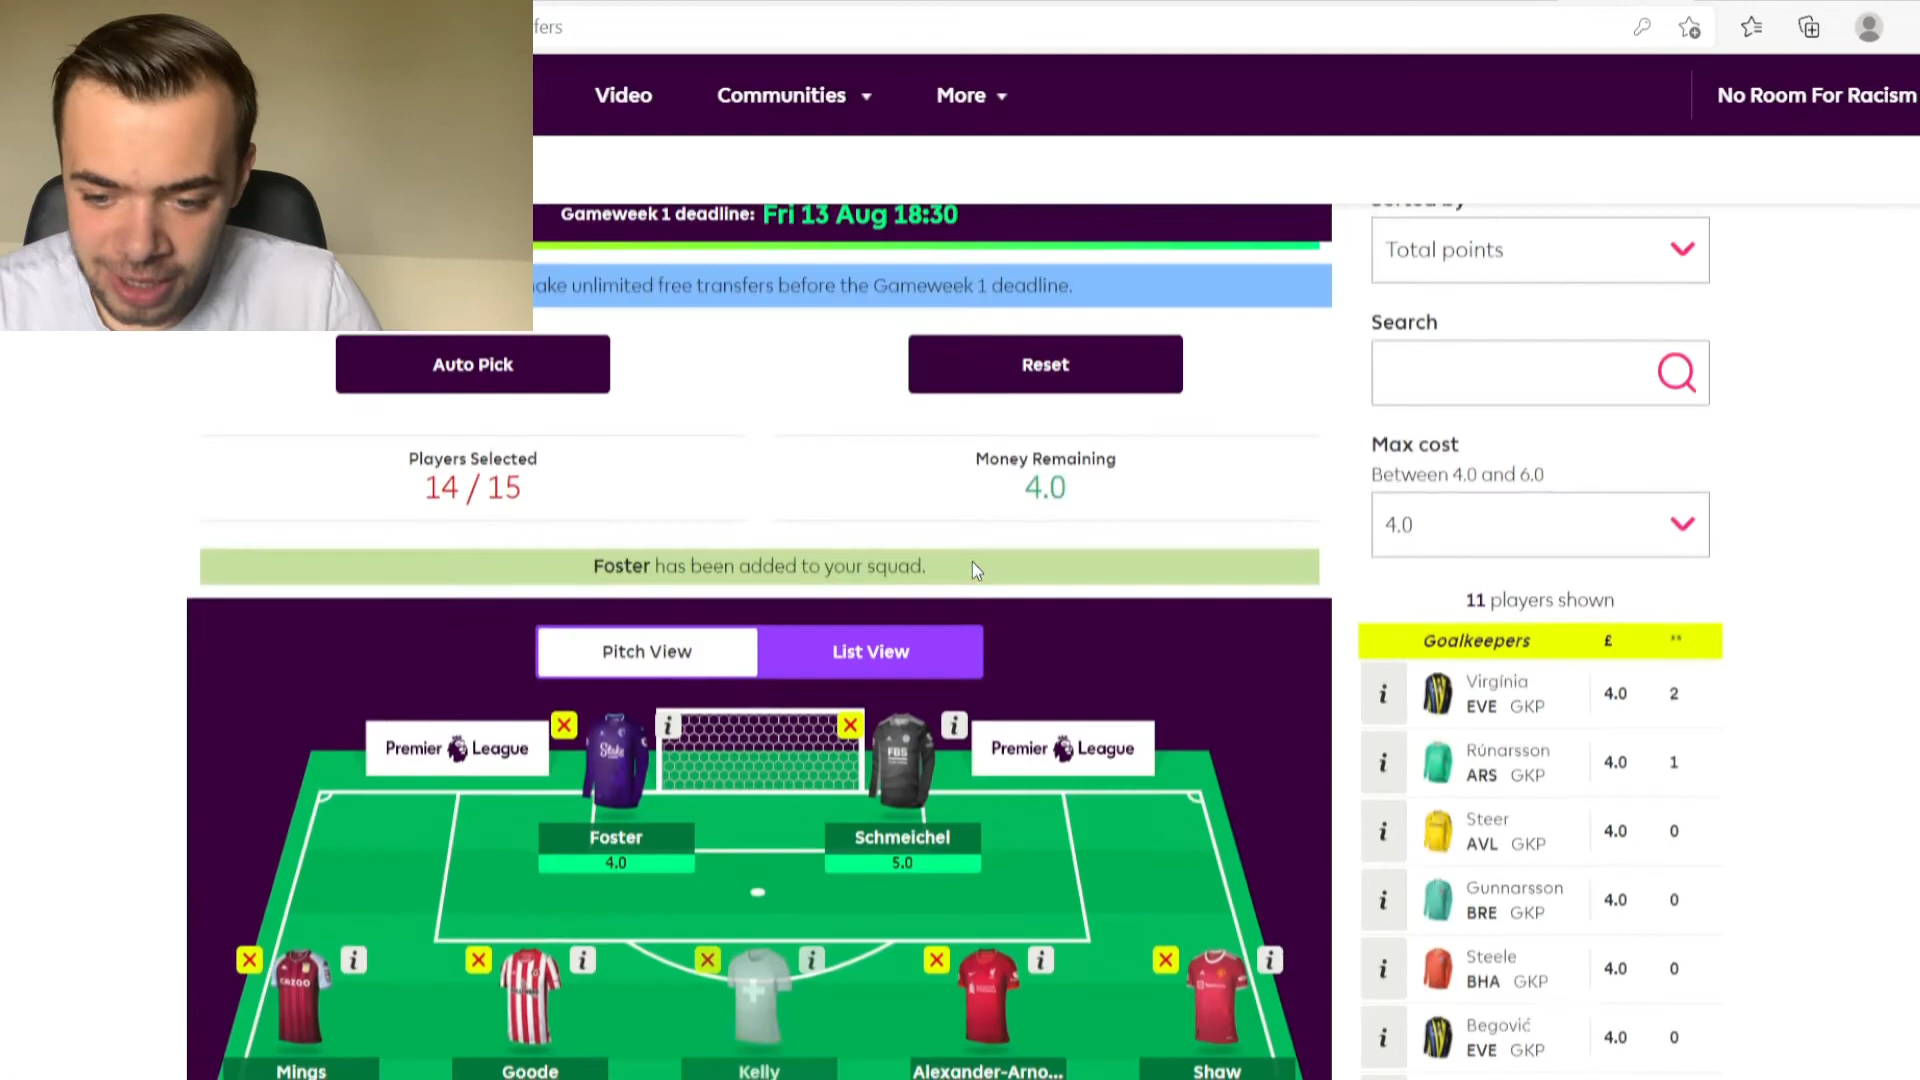 fers
Video
Communities
More
No Room For Racism
Gameweek 1 deadline: Fri 13 Aug 18:30
ake unlimited free transfers before the Gameweek 1 deadline.
Auto Pick
Reset
Players Selected
14 / 15
Money Remaining
4.0
Foster has been added to your squad.
Pitch View
List View
Premier League
Premier League
Stake
FBS
Foster
4.0
Schmeichel
5.0
CAZOO
Mings
Goode
Kelly
Alexander-Arno...
Shaw
Sorted by
Total points
Search
Max cost
Between 4.0 and 6.0
4.0
11 players shown
Goalkeepers £ **
i Virgínia 4.0 2
EVE GKP
i Rúnarsson 4.0 1
ARS GKP
i Steer 4.0 0
AVL GKP
i Gunnarsson 4.0 0
BRE GKP
i Steele 4.0 0
BHA GKP
i Begović 4.0 0
EVE GKP